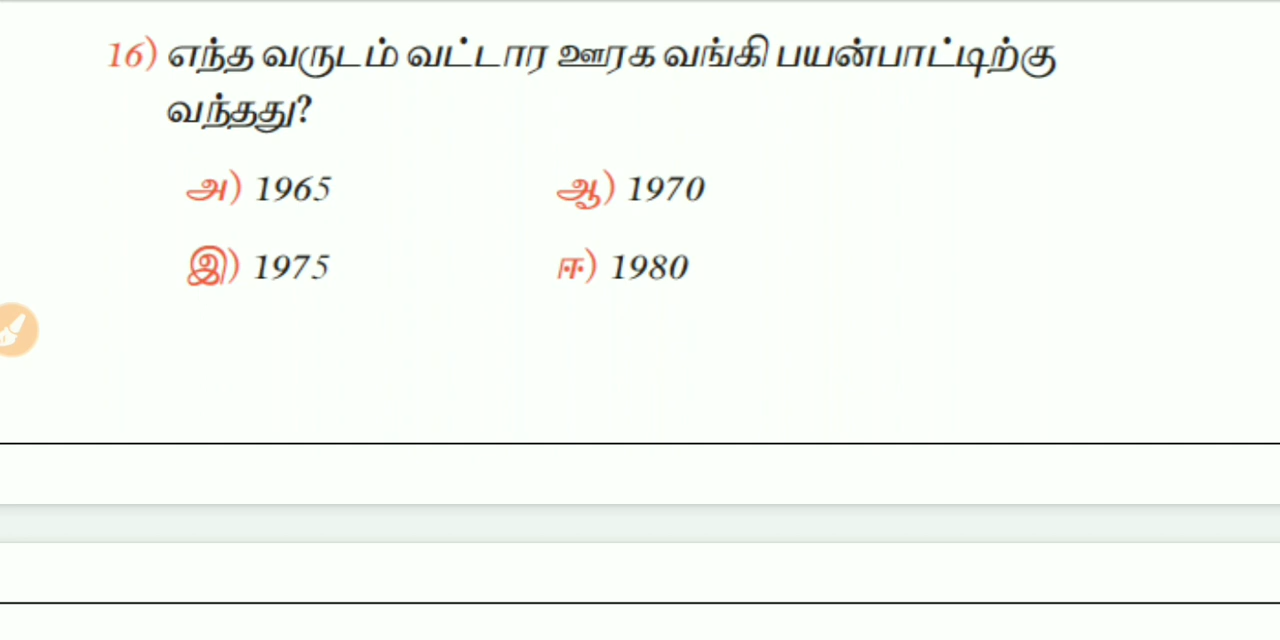 16) எந்த வருடம் வட்டார ஊரக வங்கி பயன்பாட்டிற்கு
வந்தது?
அ) 1965 ஆ) 1970
இ) 1975 ஈ) 1980